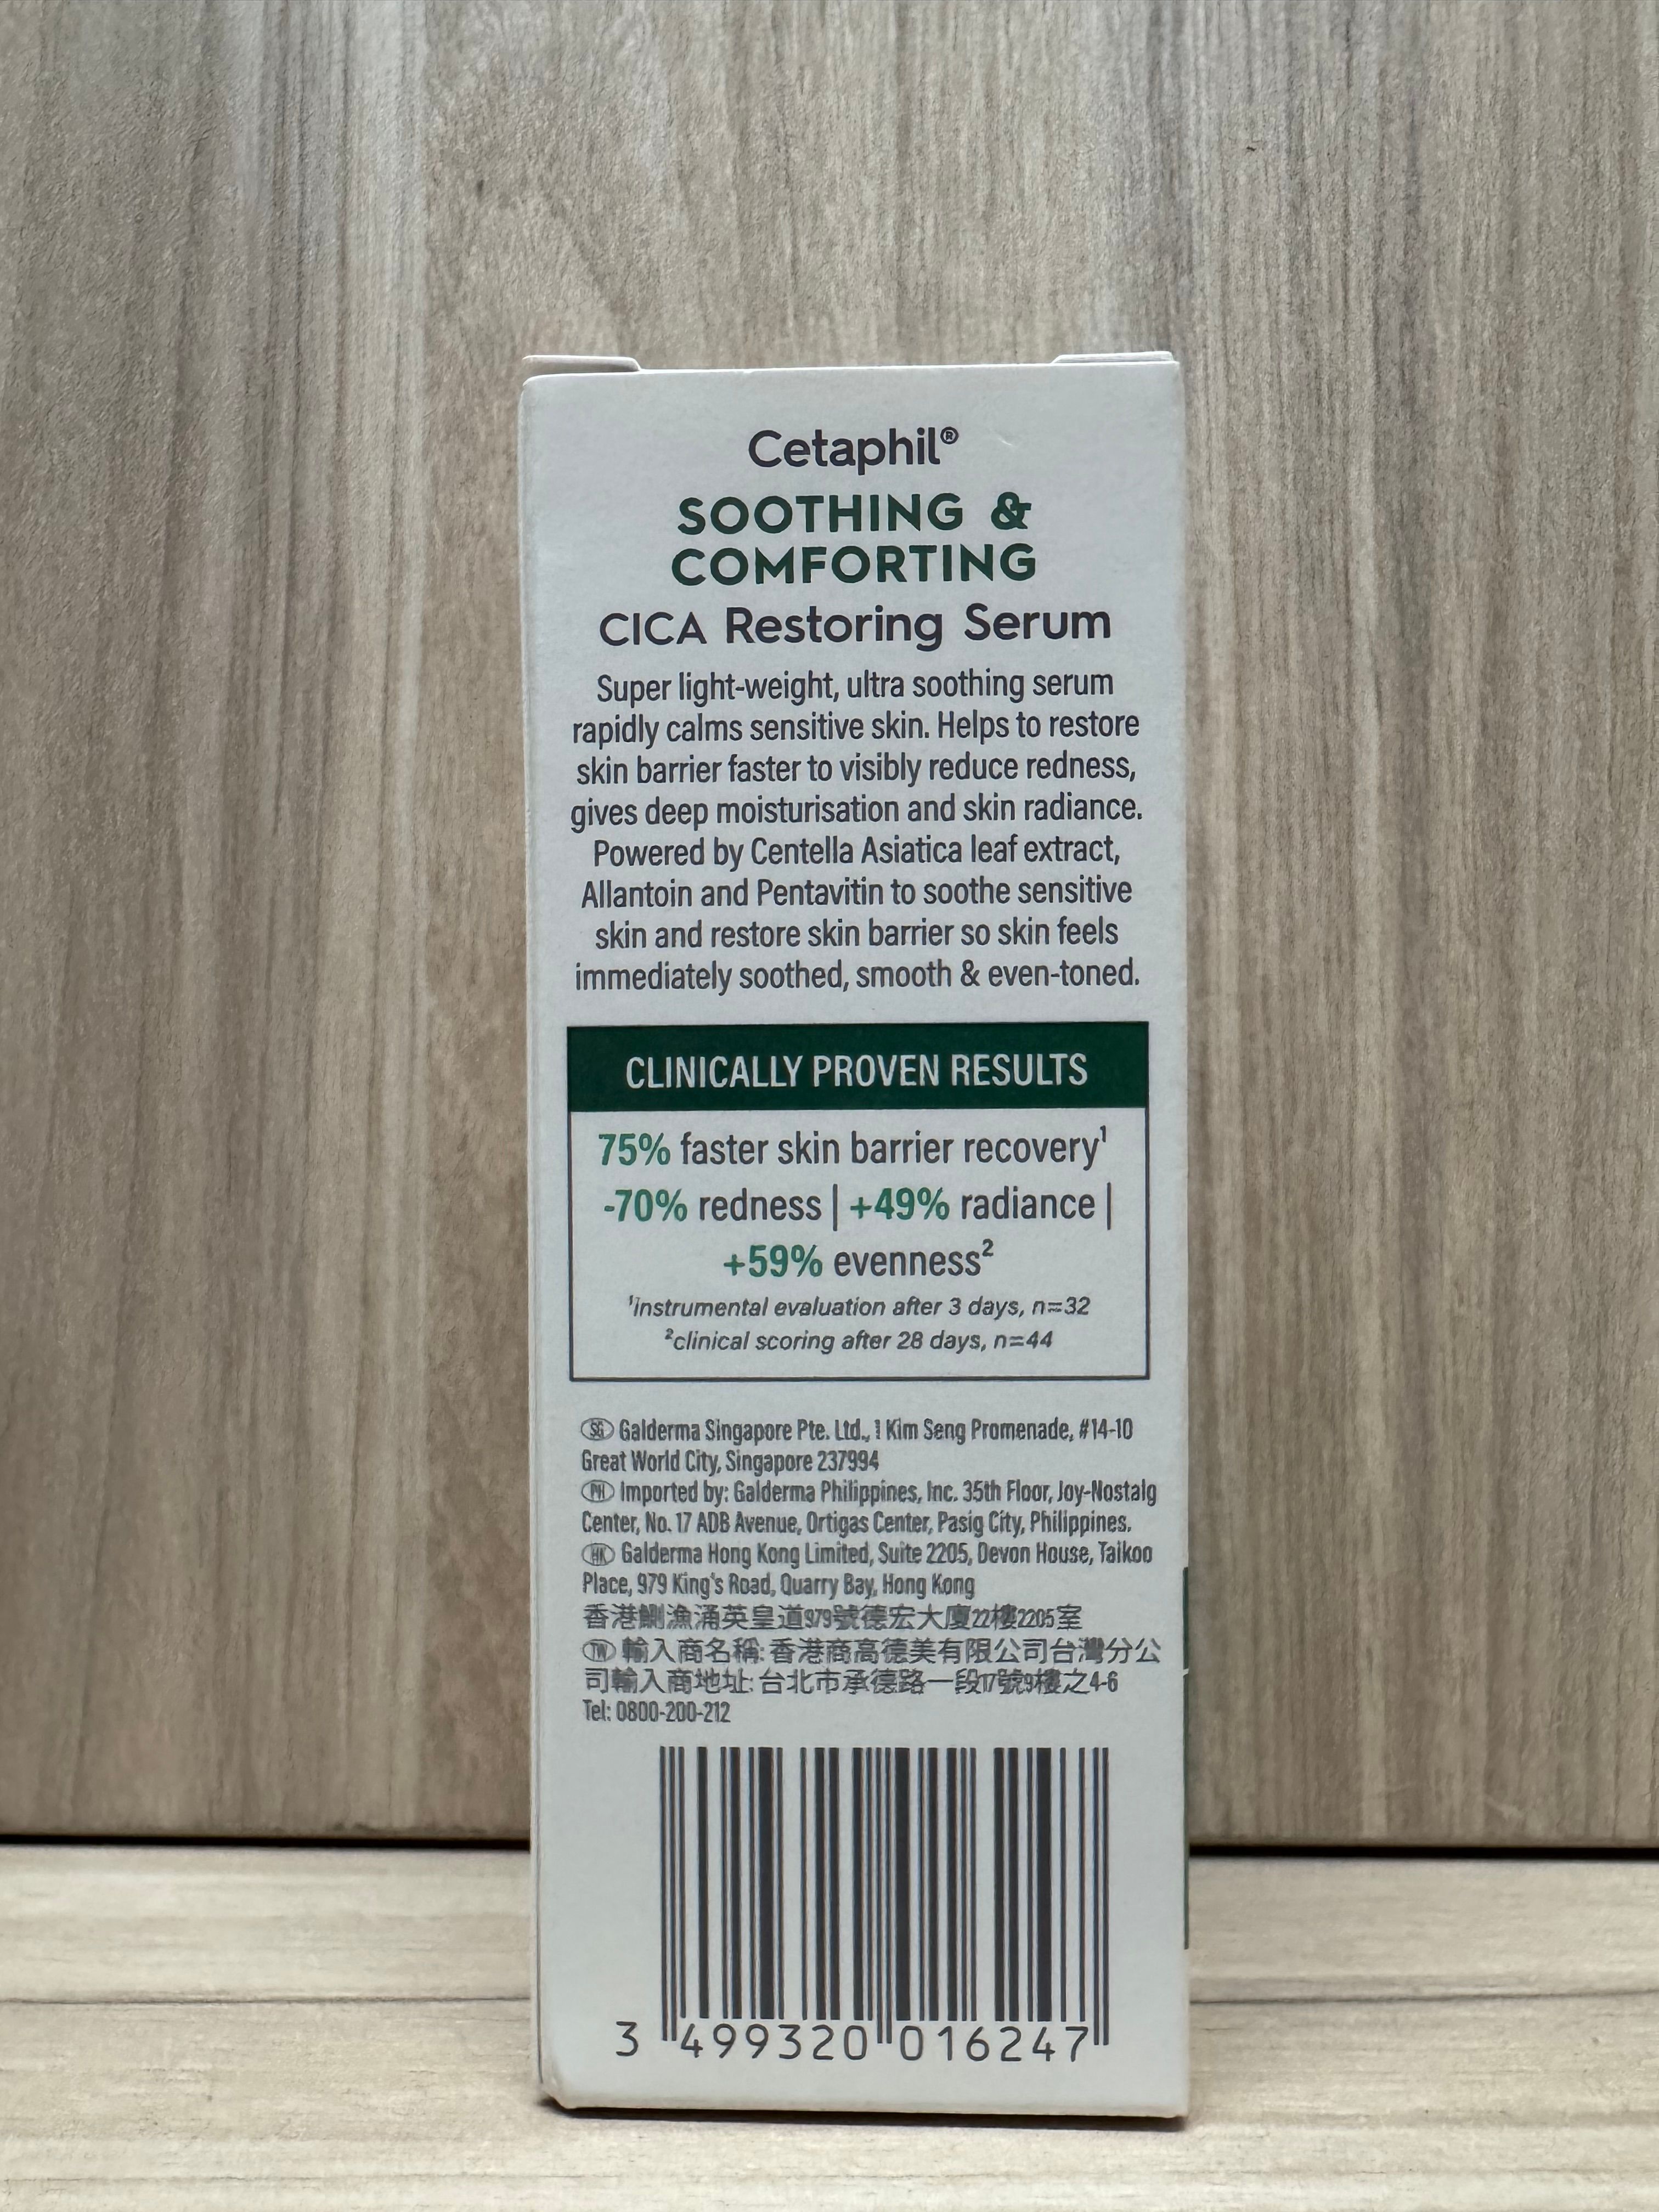 Cetaphil®
SOOTHING &
COMFORTING
CICA Restoring Serum
Super light-weight, ultra soothing serum
rapidly calms sensitive skin. Helps to restore
skin barrier faster to visibly reduce redness,
gives deep moisturisation and skin radiance.
Powered by Centella Asiatica leaf extract,
Allantoin and Pentavitin to soothe sensitive
skin and restore skin barrier so skin feels
immediately soothed, smooth & even-toned.
CLINICALLY PROVEN RESULTS
75% faster skin barrier recovery¹
-70% redness | +49% radiance |
+59% evenness²
¹instrumental evaluation after 3 days, n=32
²clinical scoring after 28 days, n=44
SG Galderma Singapore Pte. Ltd., 1 Kim Seng Promenade, #14-10
Great World City, Singapore 237994
PH Imported by: Galderma Philippines, Inc. 35th Floor, Joy-Nostalg
Center, No. 17 ADB Avenue, Ortigas Center, Pasig City, Philippines.
HK Galderma Hong Kong Limited, Suite 2205, Devon House, Taikoo
Place, 979 King's Road, Quarry Bay, Hong Kong
香港鰂漁涌英皇道979號德宏大廈22樓2205室
TW 輸入商名稱: 香港商高德美有限公司台灣分公
司輸入商地址: 台北市承德路一段17號9樓之4-6
Tel: 0800-200-212
3 499320 016247